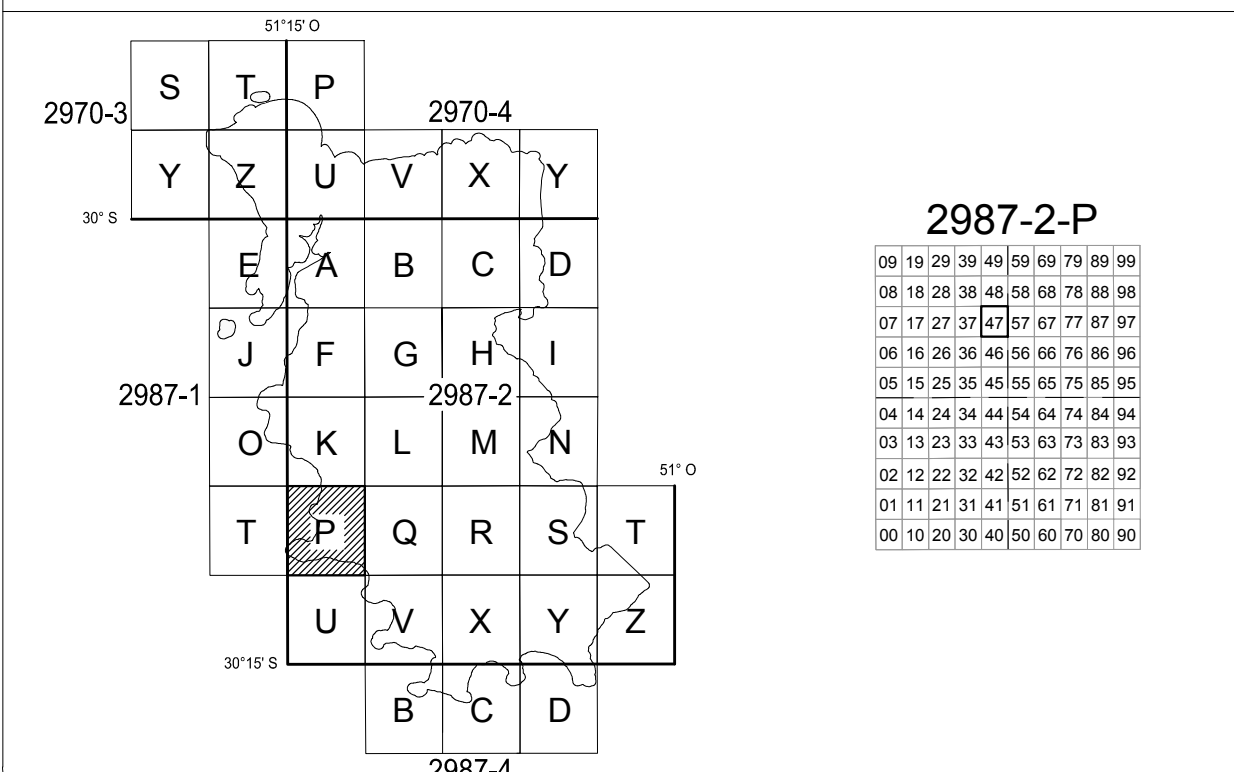 51°15' O
S T P
2970-3
2970-4
Y Z U V X Y
30° S
E A B C D
J F G H I
2987-1
2987-2
O K L M N
51° O
T P Q R S T
U V X Y Z
30°15' S
B C D
2987-4
2987-2-P
09 19 29 39 49 59 69 79 89 99
08 18 28 38 48 58 68 78 88 98
07 17 27 37 47 57 67 77 87 97
06 16 26 36 46 56 66 76 86 96
05 15 25 35 45 55 65 75 85 95
04 14 24 34 44 54 64 74 84 94
03 13 23 33 43 53 63 73 83 93
02 12 22 32 42 52 62 72 82 92
01 11 21 31 41 51 61 71 81 91
00 10 20 30 40 50 60 70 80 90